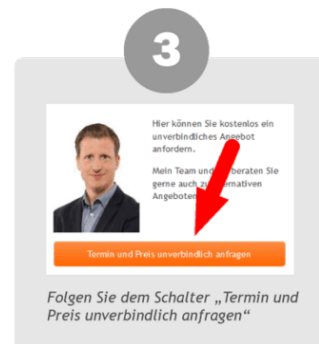 3
Hier können Sie kostenlos ein
unverbindliches Angebot
anfordern.
Mein Team und beraten Sie
gerne auch zu
Angeboten
Termin und Preis unverbindlich anfragen
Folgen Sie dem Schalter „Termin und
Preis unverbindlich anfragen“